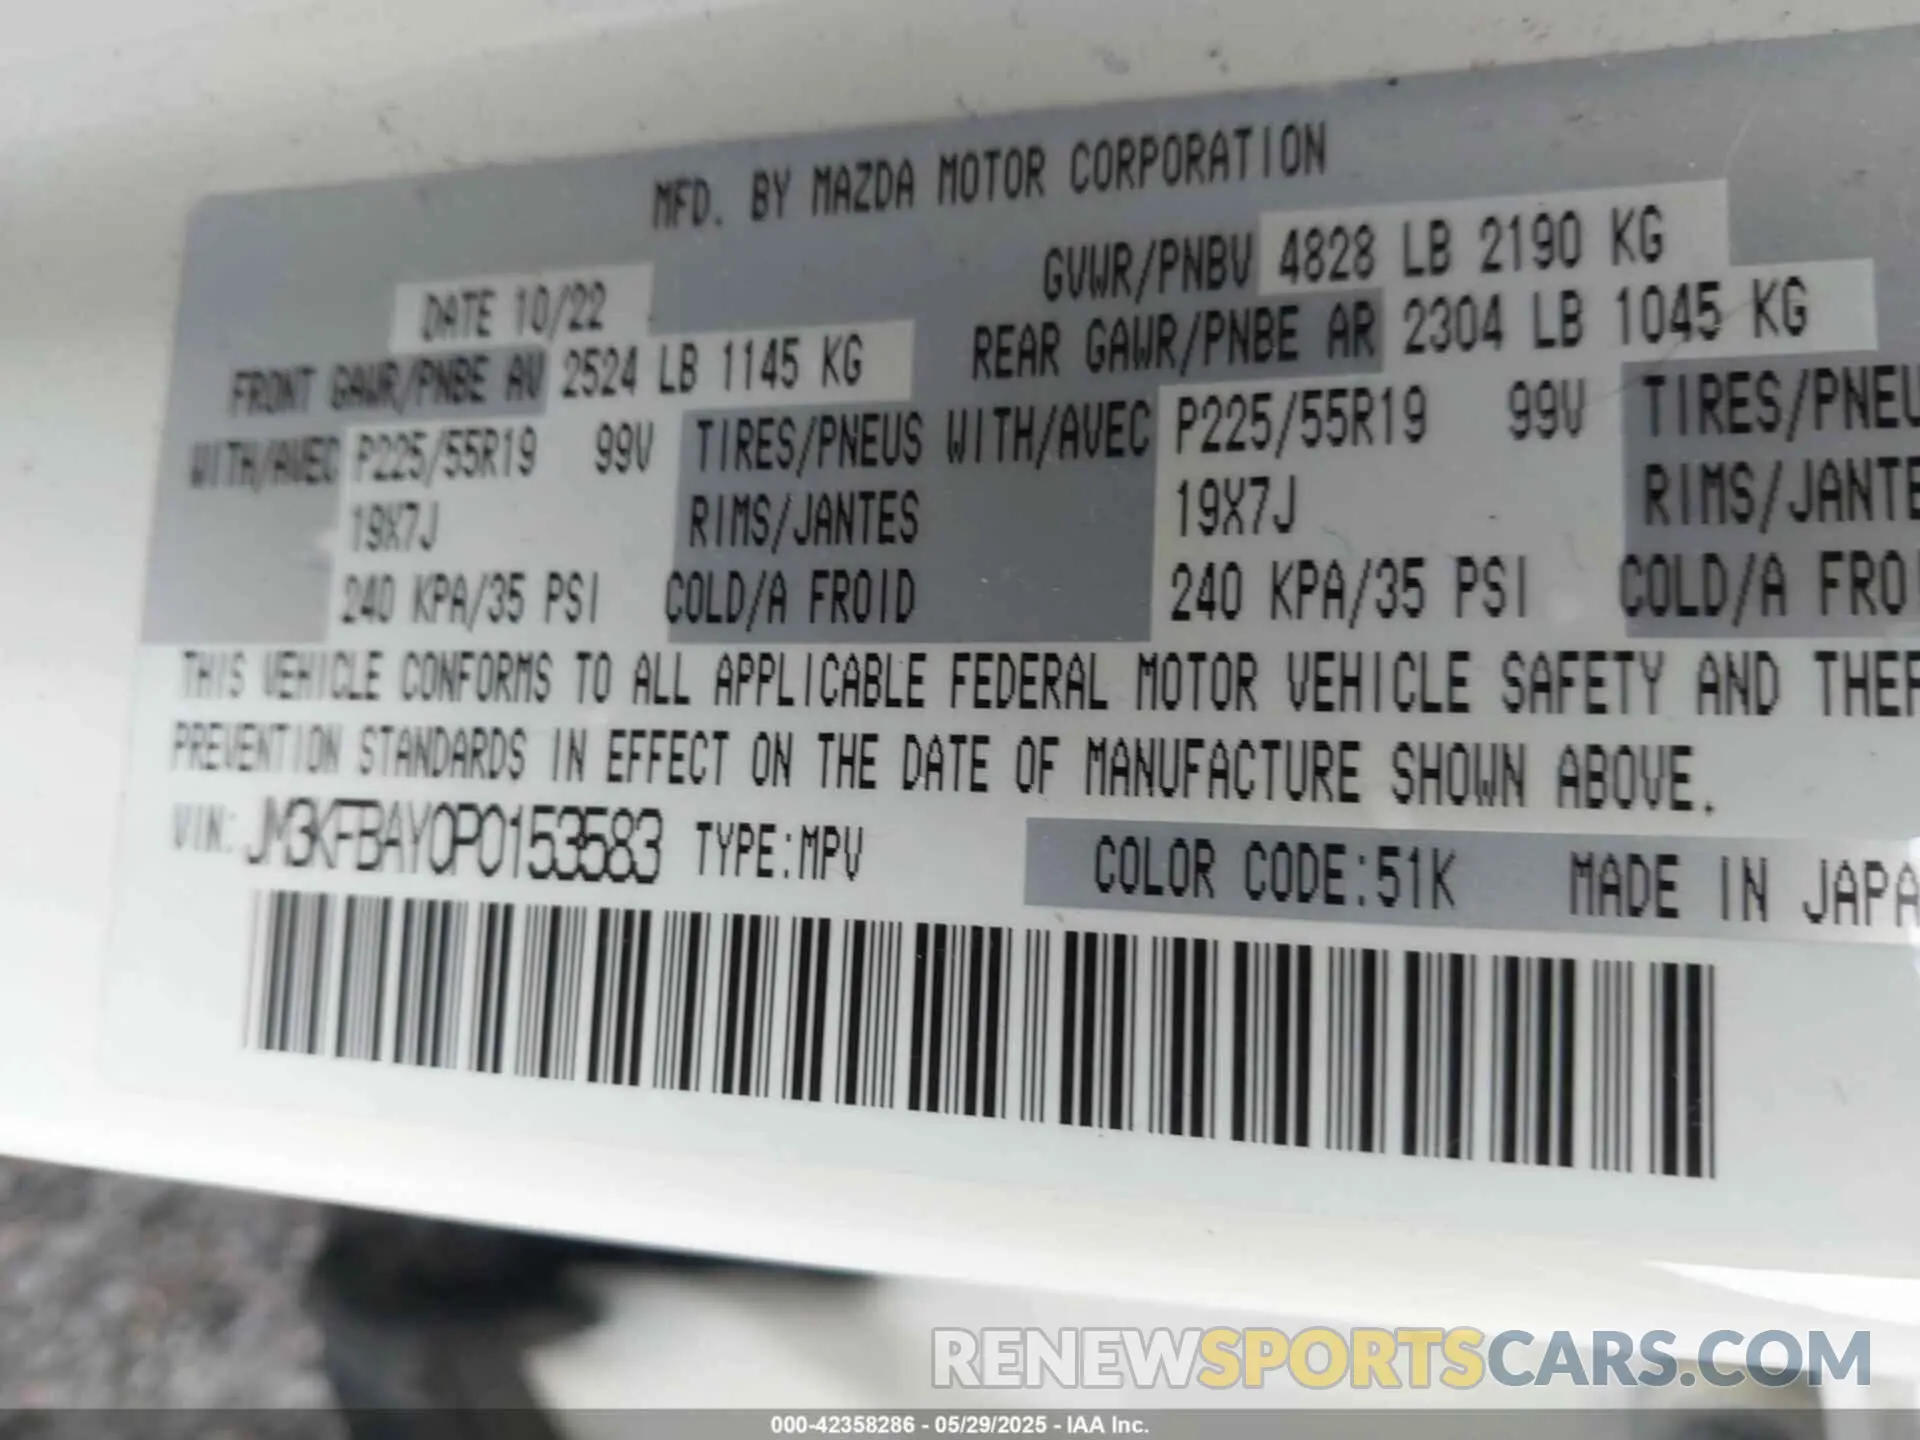 MFD. BY MAZDA MOTOR CORPORATION
DATE 10/22 GVWR/PNBV 4828 LB 2190 KG
FRONT GAWR/PNBE AV 2524 LB 1145 KG REAR GAWR/PNBE AR 2304 LB 1045 KG
WITH/AVEC P225/55R19 99V TIRES/PNEUS WITH/AVEC P225/55R19 99V TIRES/PNEU
19X7J RIMS/JANTES 19X7J RIMS/JANTE
240 KPA/35 PSI COLD/A FROID 240 KPA/35 PSI COLD/A FROI
THIS VEHICLE CONFORMS TO ALL APPLICABLE FEDERAL MOTOR VEHICLE SAFETY AND THEF
PREVENTION STANDARDS IN EFFECT ON THE DATE OF MANUFACTURE SHOWN ABOVE.
VIN: JM3KFBAY0P0153583 TYPE:MPV COLOR CODE:51K MADE IN JAPA
RENEWSPORTSCARS.COM
000-42358286 - 05/29/2025 - IAA Inc.